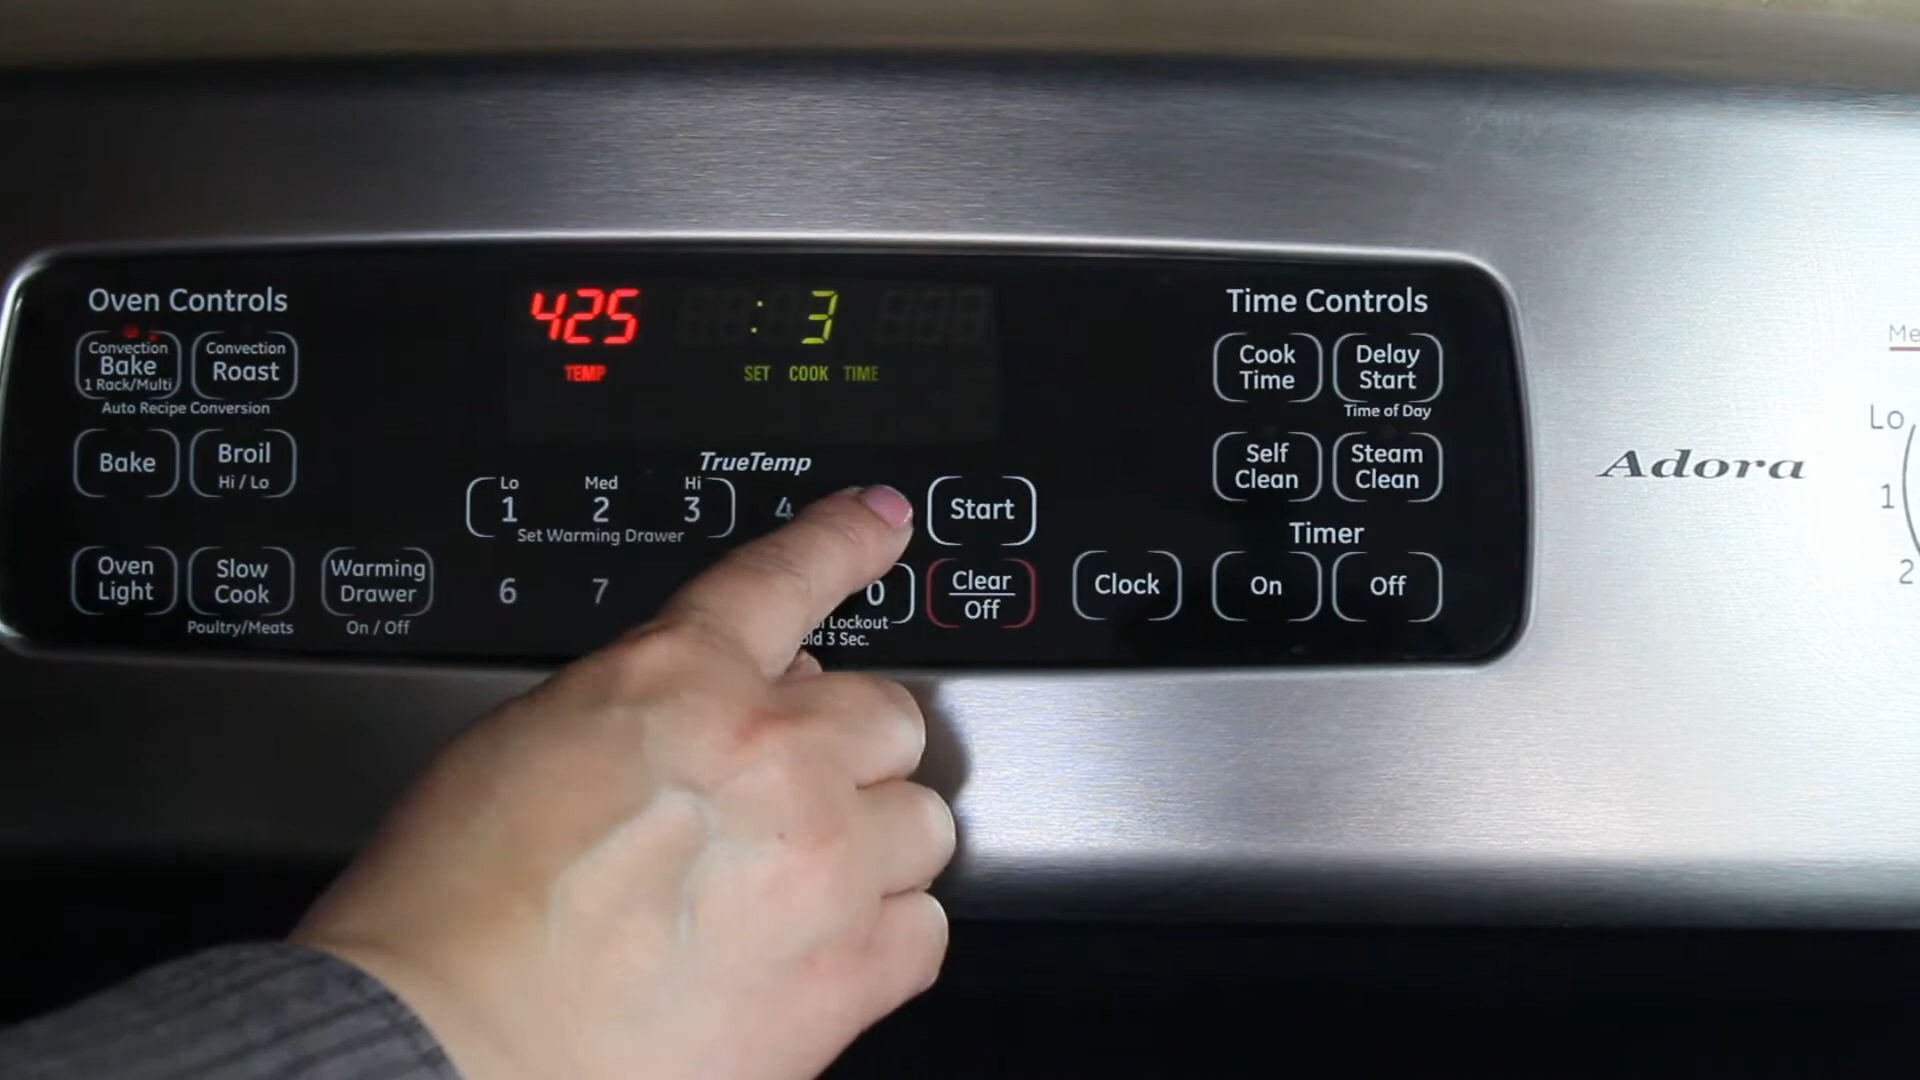 Oven Controls
Convection
Bake
1 Rack/Multi
Convection
Roast
Auto Recipe Conversion
Bake
Broil
Hi / Lo
Oven
Light
Slow
Cook
Poultry/Meats
Warming
Drawer
On / Off
425
TEMP
: 3
SET COOK TIME
TrueTemp
Lo
1
Med
2
Hi
3
4
Set Warming Drawer
6
7
0
Lockout
3 Sec.
Start
Clear
Off
Clock
Time Controls
Cook
Time
Delay
Start
Time of Day
Self
Clean
Steam
Clean
Timer
On
Off
Adora
Lo
1
2